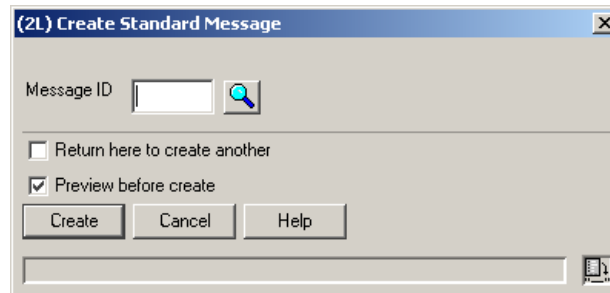 (2L) Create Standard Message
Message ID
Return here to create another
Preview before create
Create Cancel Help